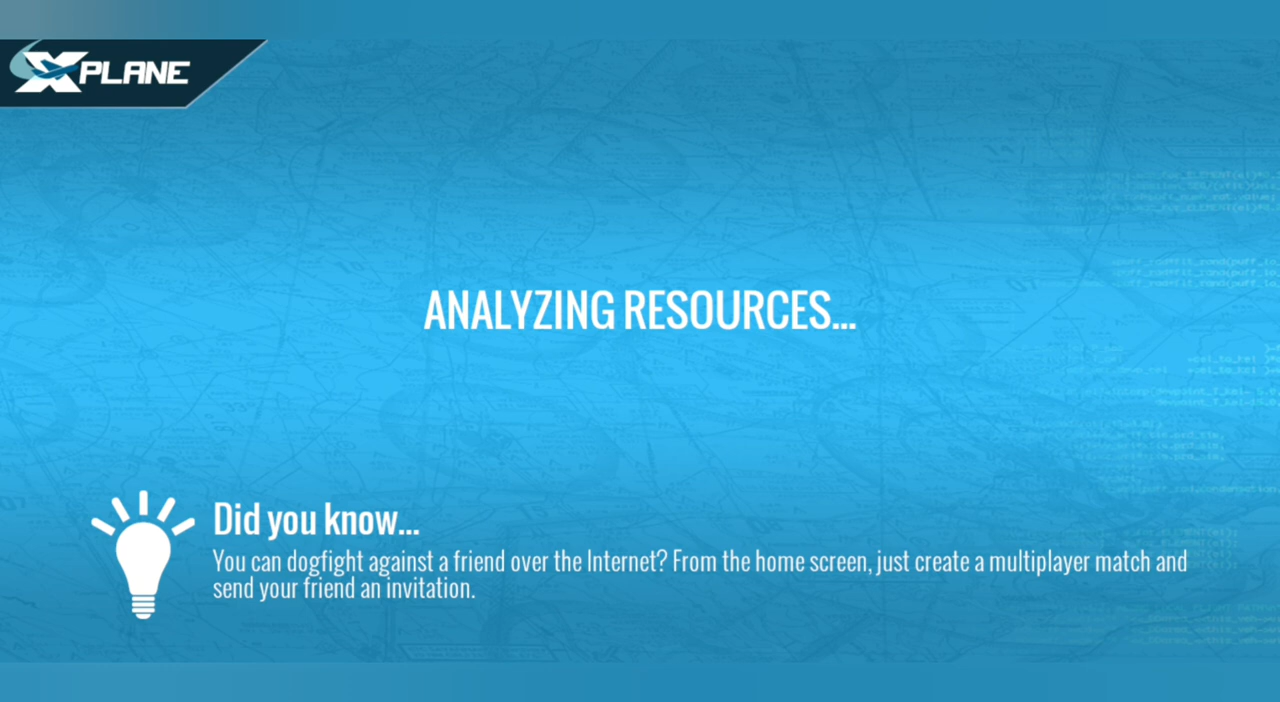 X PLANE
ANALYZING RESOURCES...
Did you know...
You can dogfight against a friend over the Internet? From the home screen, just create a multiplayer match and
send your friend an invitation.